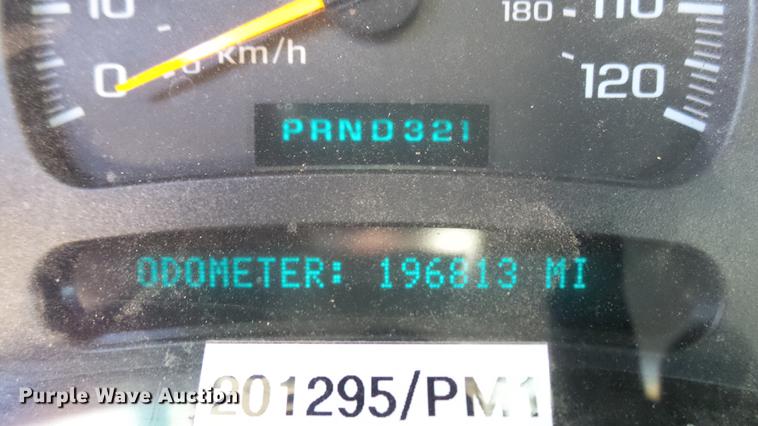 10 180 110
0 km/h 120
PRND321
ODOMETER: 196813 MI
201295/PM1
Purple Wave Auction